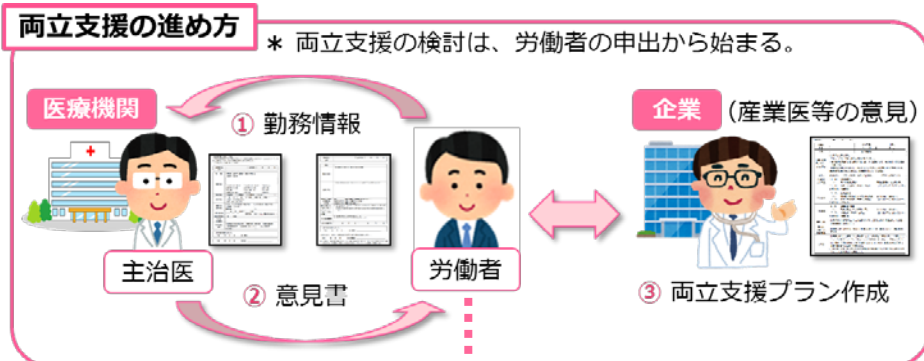 両立支援の進め方
* 両立支援の検討は、労働者の申出から始まる。
医療機関
① 勤務情報
企業 (産業医等の意見)
主治医
労働者
② 意見書
③ 両立支援プラン作成